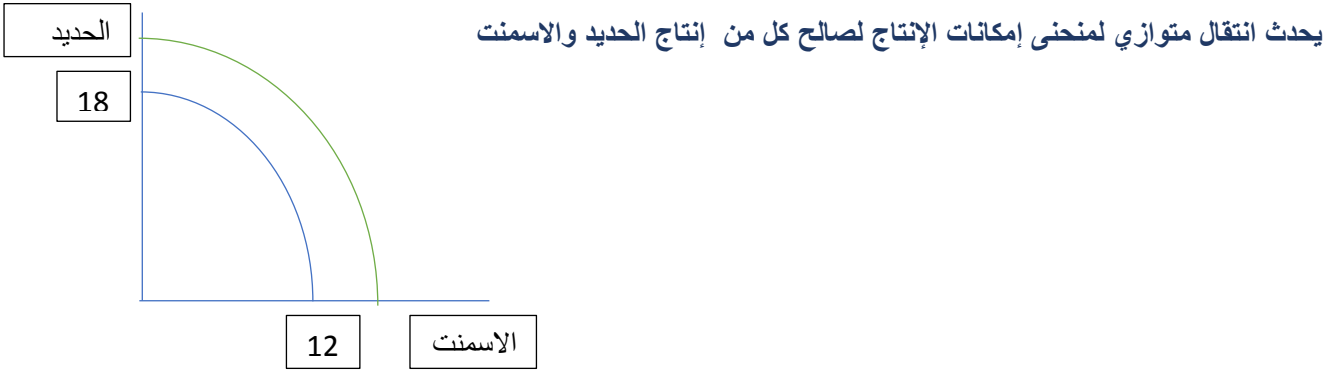 يحدث انتقال متوازي لمنحنى إمكانات الإنتاج لصالح كل من إنتاج الحديد والاسمنت
الحديد
18
12
الاسمنت